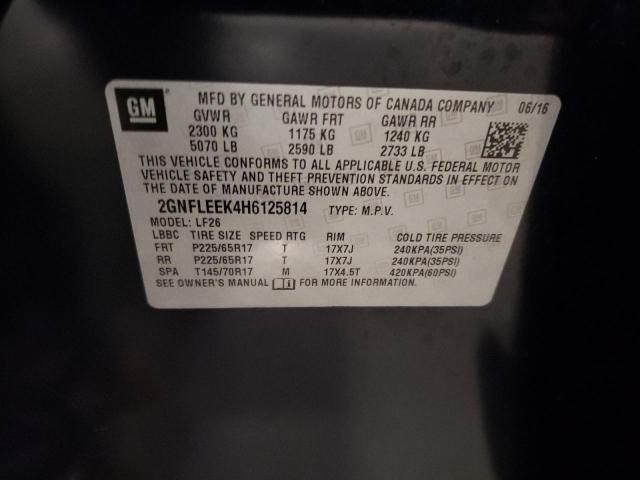 GM
MFD BY GENERAL MOTORS OF CANADA COMPANY 06/16
GVWR GAWR FRT GAWR RR
2300 KG 1175 KG 1240 KG
5070 LB 2590 LB 2733 LB
THIS VEHICLE CONFORMS TO ALL APPLICABLE U.S. FEDERAL MOTOR
VEHICLE SAFETY AND THEFT PREVENTION STANDARDS IN EFFECT ON
THE DATE OF MANUFACTURE SHOWN ABOVE.
2GNFLEEK4H6125814 TYPE: M.P.V.
MODEL: LF26
LBBC TIRE SIZE SPEED RTG RIM COLD TIRE PRESSURE
FRT P225/65R17 T 17X7J 240KPA(35PSI)
RR P225/65R17 T 17X7J 240KPA(35PSI)
SPA T145/70R17 M 17X4.5T 420KPA(60PSI)
SEE OWNER'S MANUAL FOR MORE INFORMATION.